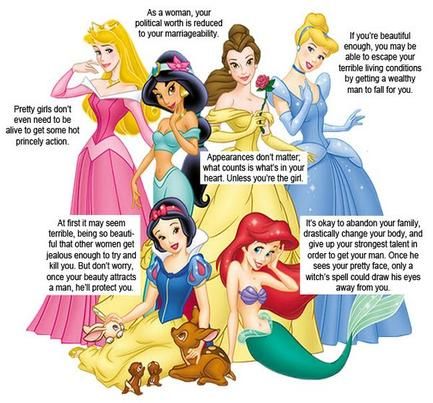 As a woman, your
political worth is reduced
to your marriageability.
If you're beautiful
enough, you may be
able to escape your
terrible living conditions
by getting a wealthy
man to fall for you.
Pretty girls don't
even need to be
alive to get some hot
princely action.
Appearances don't matter;
what counts is what's in your
heart. Unless you're the girl.
At first it may seem
terrible, being so beauti-
ful that other women get
jealous enough to try and
kill you. But don't worry,
once your beauty attracts
a man, he'll protect you.
It's okay to abandon your family,
drastically change your body, and
give up your strongest talent in
order to get your man. Once he
sees your pretty face, only a
witch's spell could draw his eyes
away from you.